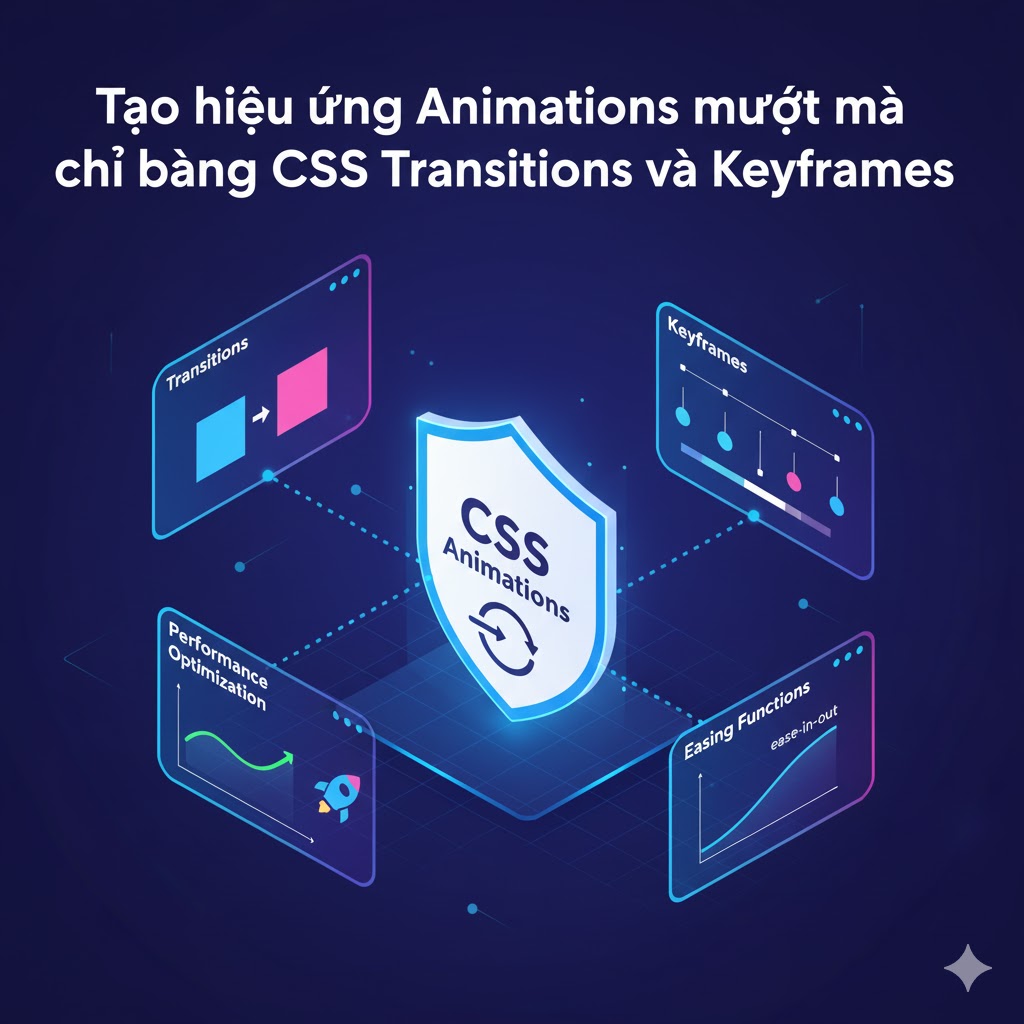 Tạo hiệu ứng Animations mượt mà
chỉ bàng CSS Transitions và Keyframes
Transitions
Keyframes
CSS
Animations
Performance
Optimization
Easing Functions
ease-in-out